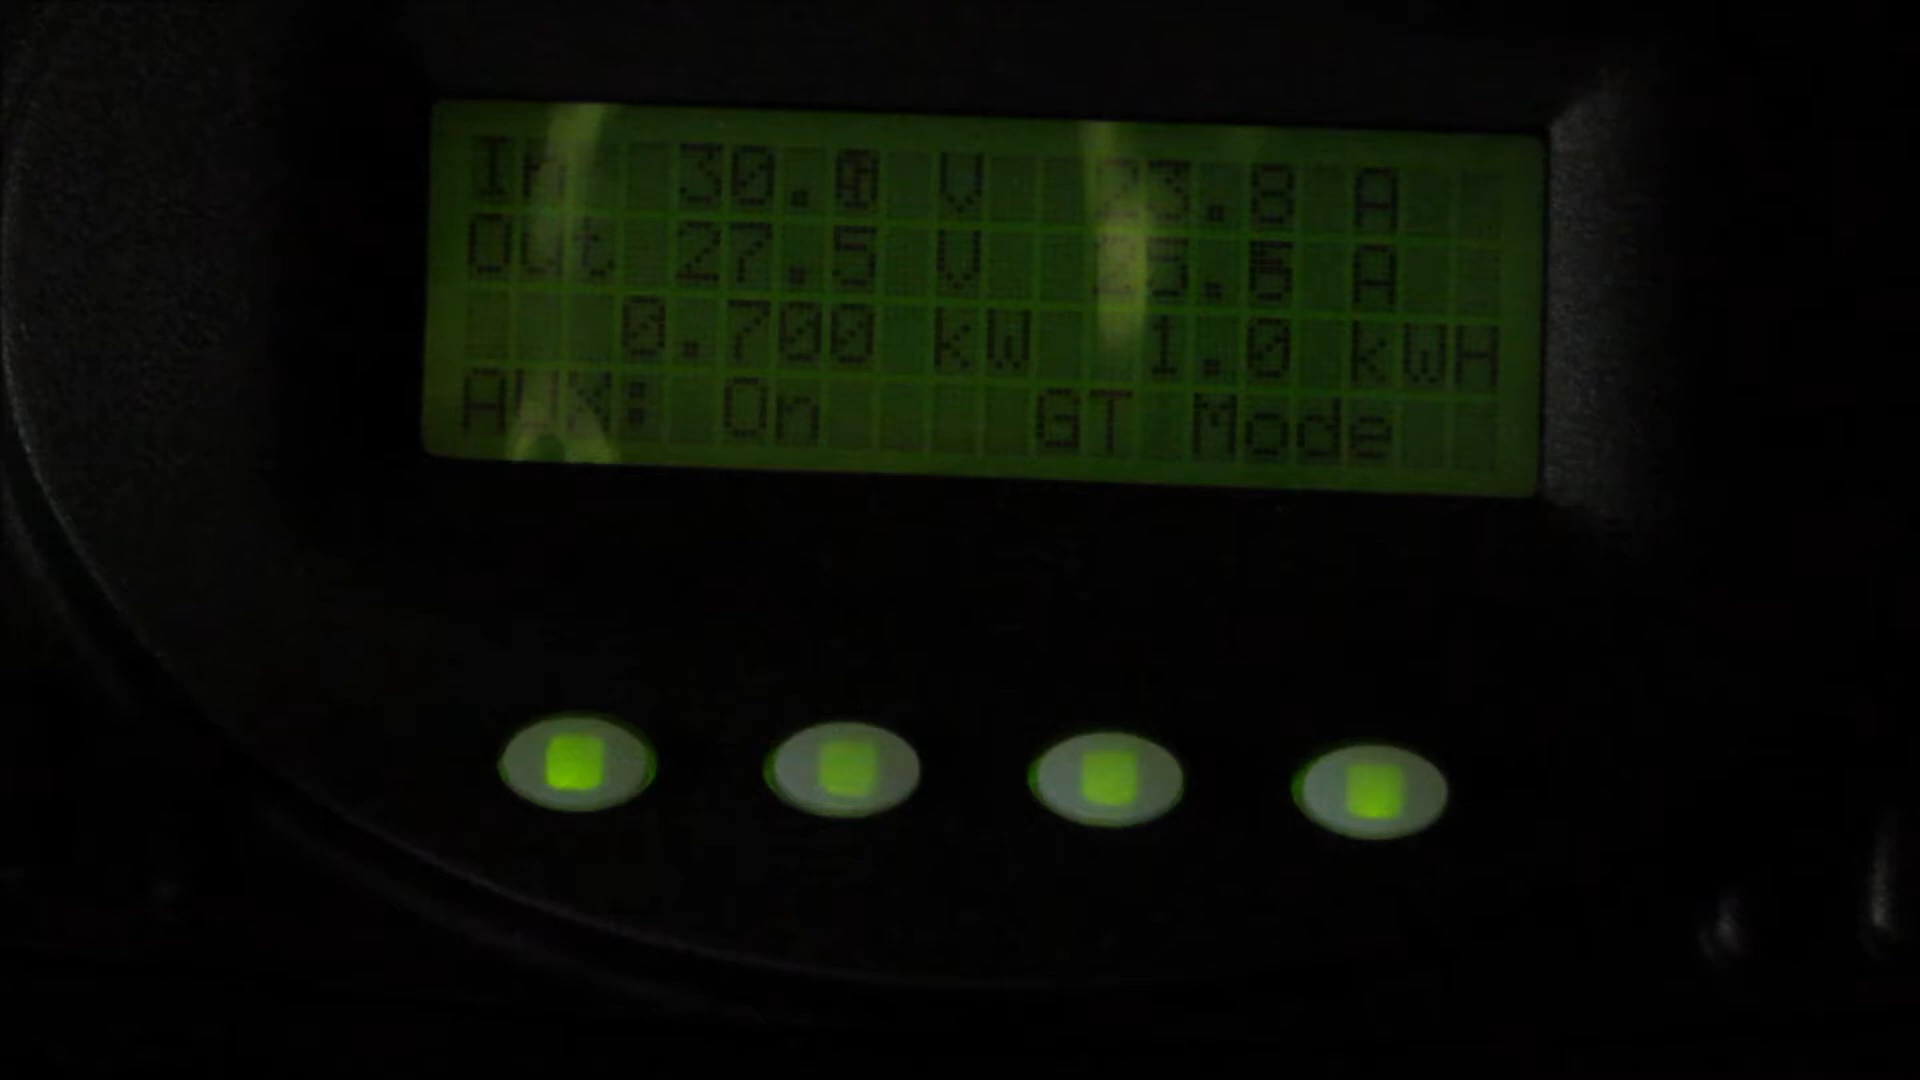 In 30.0 V 23.8 A
Out 27.5 V 25.5 A
0.700 kW 1.0 kWH
AUX: On GT Mode